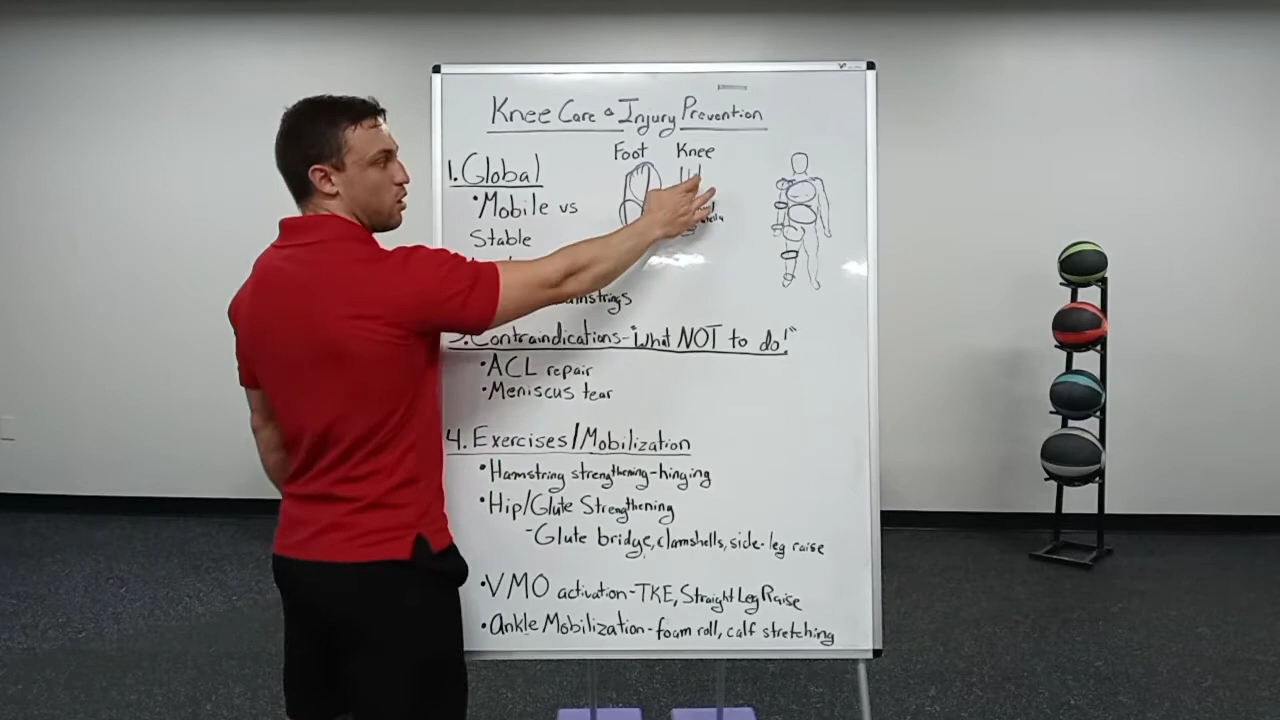 Knee Care & Injury Prevention
Foot Knee
1. Global
•Mobile vs
Stable
3. Contraindications-"What NOT to do!"
•ACL repair
•Meniscus tear
4. Exercises/Mobilization
•Hamstring strengthening-hinging
•Hip/Glute Strengthening
-Glute bridge, clamshells, side-leg raise
•VMO activation-TKE, Straight Leg Raise
•Ankle Mobilization-foam roll, calf stretching